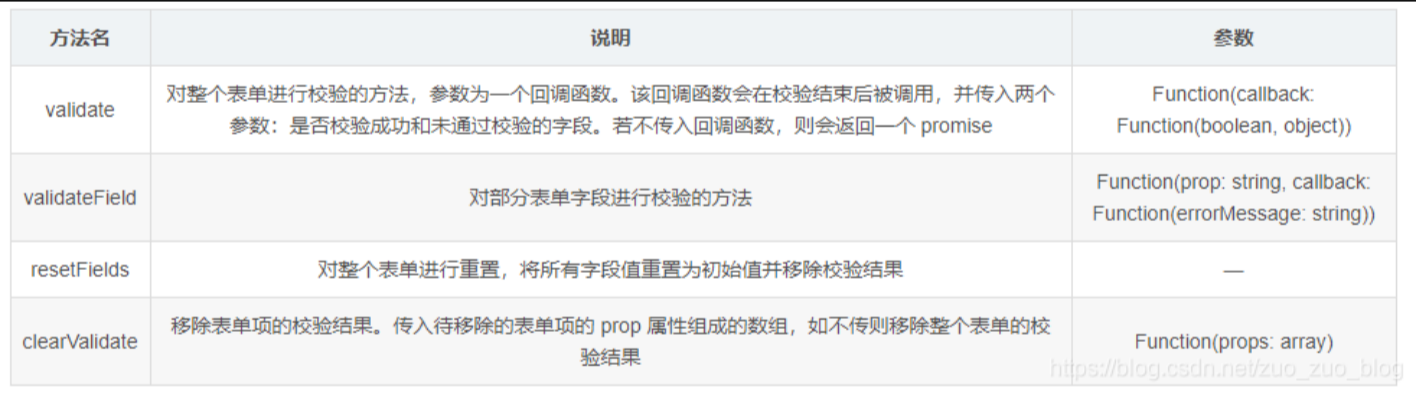 方法名 说明 参数
validate
对整个表单进行校验的方法，参数为一个回调函数。该回调函数会在校验结束后被调用，并传入两个
参数：是否校验成功和未通过校验的字段。若不传入回调函数，则会返回一个 promise
Function(callback:
Function(boolean, object))
validateField
对部分表单字段进行校验的方法
Function(prop: string, callback:
Function(errorMessage: string))
resetFields
对整个表单进行重置，将所有字段值重置为初始值并移除校验结果
—
clearValidate
移除表单项的校验结果。传入待移除的表单项的 prop 属性组成的数组，如不传则移除整个表单的校
验结果
Function(props: array)
https://blog.csdn.net/zuo_zuo_blog